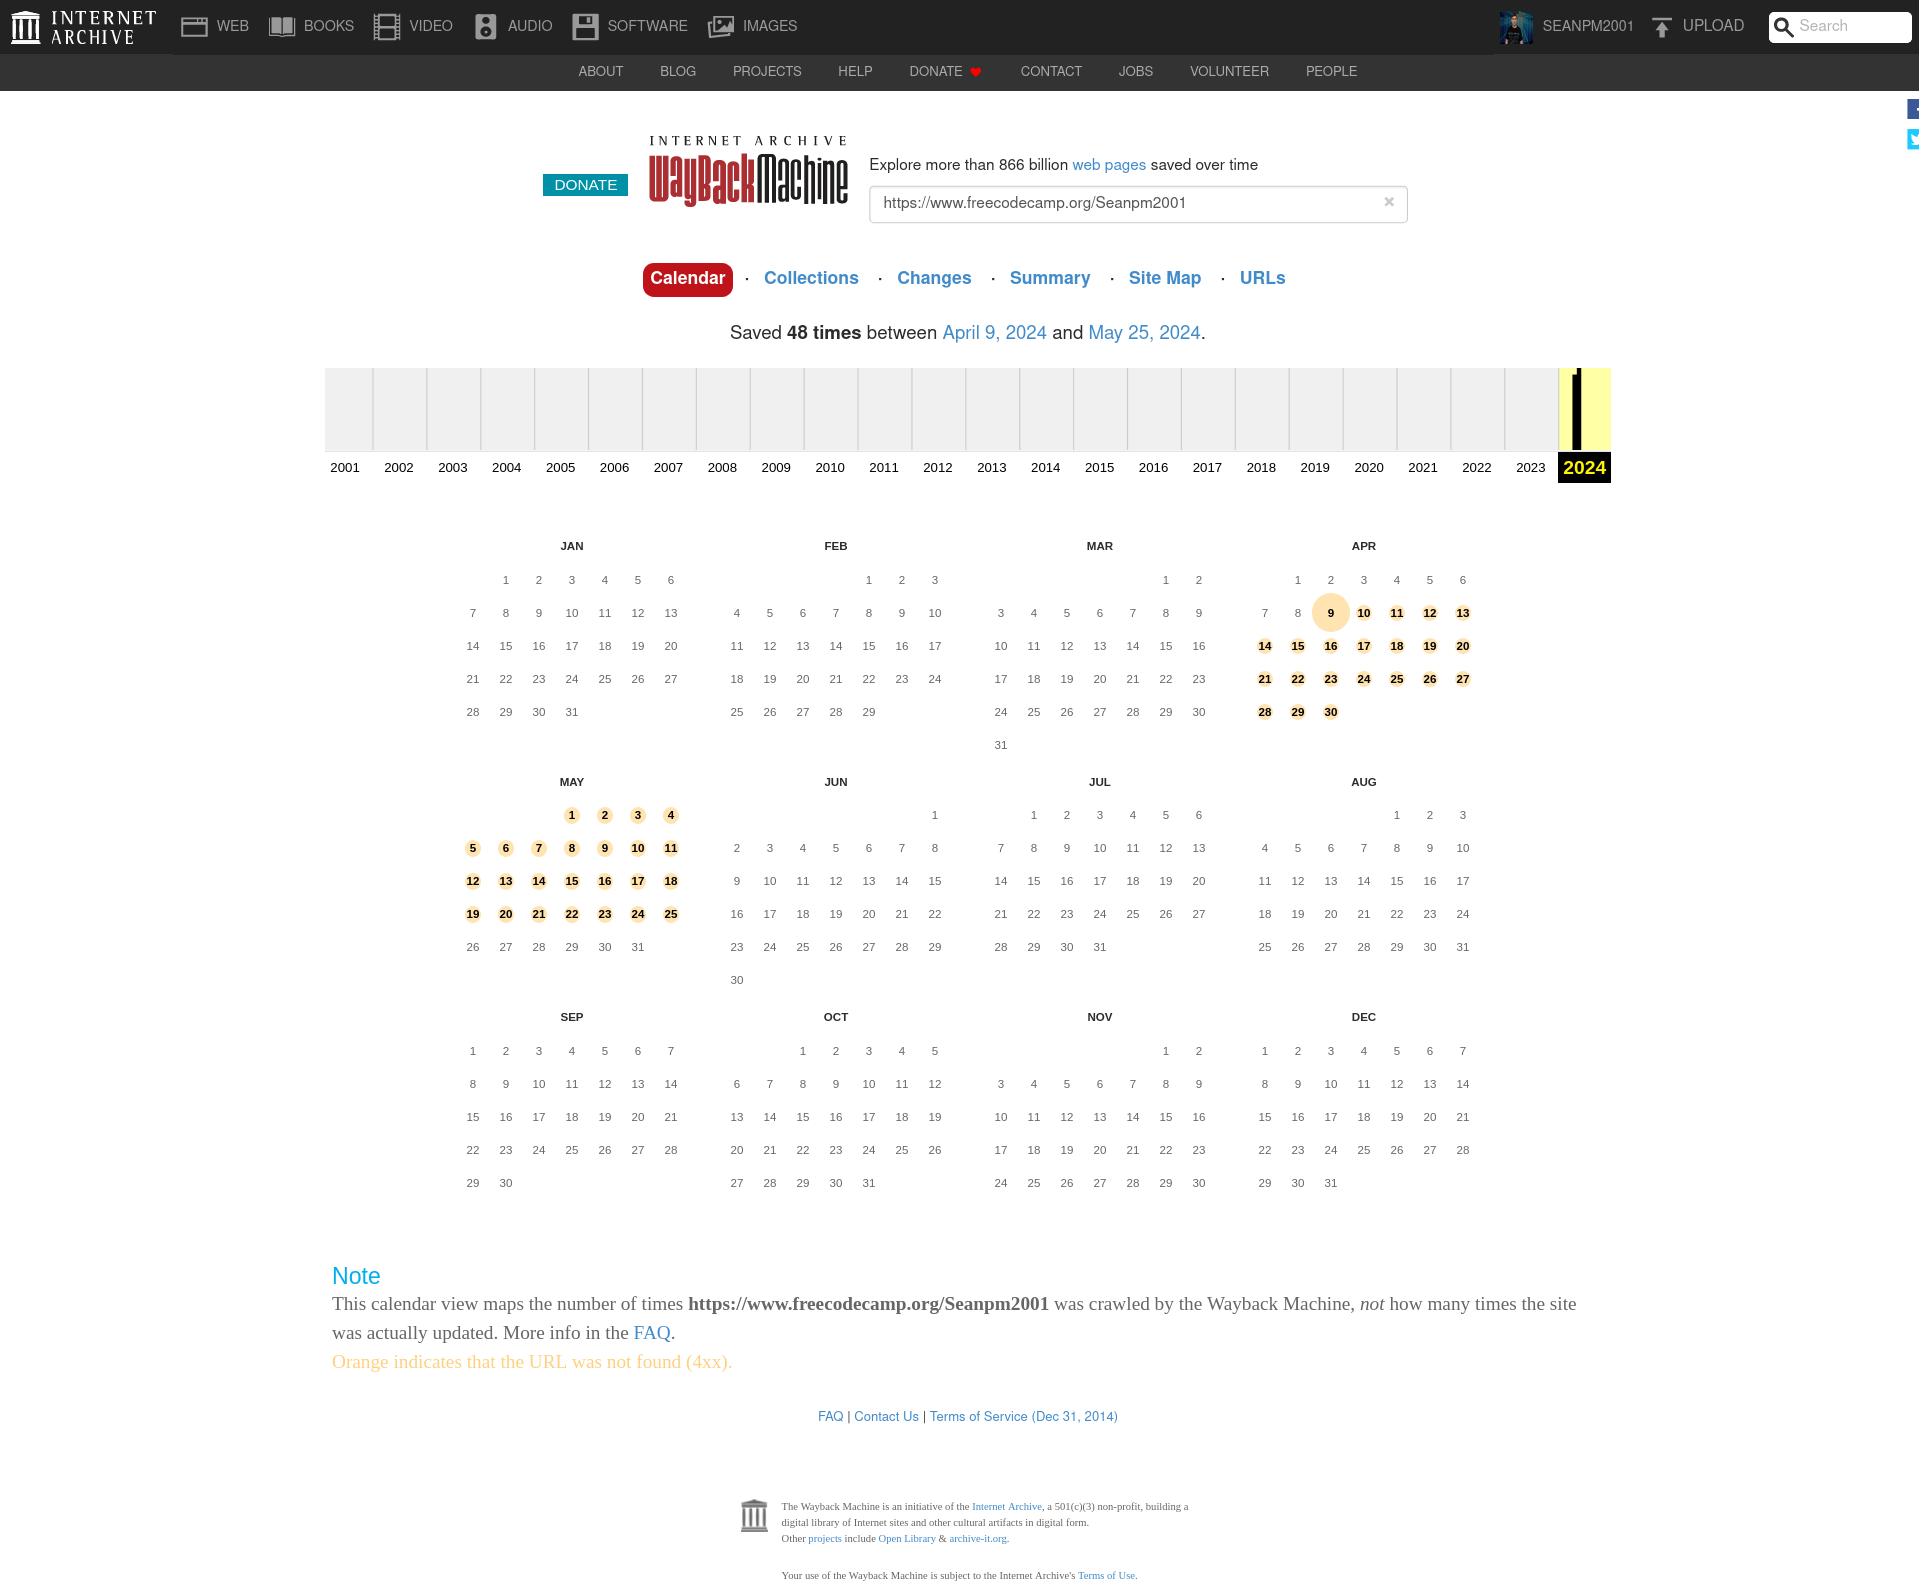 INTERNET ARCHIVE WEB BOOKS VIDEO AUDIO SOFTWARE IMAGES SEANPM2001 UPLOAD Search
ABOUT BLOG PROJECTS HELP DONATE CONTACT JOBS VOLUNTEER PEOPLE
INTERNET ARCHIVE
WayBackMachine
DONATE
Explore more than 866 billion web pages saved over time
https://www.freecodecamp.org/Seanpm2001 ×
Calendar · Collections · Changes · Summary · Site Map · URLs
Saved 48 times between April 9, 2024 and May 25, 2024.
2001 2002 2003 2004 2005 2006 2007 2008 2009 2010 2011 2012 2013 2014 2015 2016 2017 2018 2019 2020 2021 2022 2023 2024
JAN FEB MAR APR
1 2 3 4 5 6 1 2 3 1 2 1 2 3 4 5 6
7 8 9 10 11 12 13 4 5 6 7 8 9 10 3 4 5 6 7 8 9 7 8 9 10 11 12 13
14 15 16 17 18 19 20 11 12 13 14 15 16 17 10 11 12 13 14 15 16 14 15 16 17 18 19 20
21 22 23 24 25 26 27 18 19 20 21 22 23 24 17 18 19 20 21 22 23 21 22 23 24 25 26 27
28 29 30 31 25 26 27 28 29 24 25 26 27 28 29 30 28 29 30
31
MAY JUN JUL AUG
1 2 3 4 1 1 2 3 4 5 6 1 2 3
5 6 7 8 9 10 11 2 3 4 5 6 7 8 7 8 9 10 11 12 13 4 5 6 7 8 9 10
12 13 14 15 16 17 18 9 10 11 12 13 14 15 14 15 16 17 18 19 20 11 12 13 14 15 16 17
19 20 21 22 23 24 25 16 17 18 19 20 21 22 21 22 23 24 25 26 27 18 19 20 21 22 23 24
26 27 28 29 30 31 23 24 25 26 27 28 29 28 29 30 31 25 26 27 28 29 30 31
30
SEP OCT NOV DEC
1 2 3 4 5 6 7 1 2 3 4 5 1 2 1 2 3 4 5 6 7
8 9 10 11 12 13 14 6 7 8 9 10 11 12 3 4 5 6 7 8 9 8 9 10 11 12 13 14
15 16 17 18 19 20 21 13 14 15 16 17 18 19 10 11 12 13 14 15 16 15 16 17 18 19 20 21
22 23 24 25 26 27 28 20 21 22 23 24 25 26 17 18 19 20 21 22 23 22 23 24 25 26 27 28
29 30 27 28 29 30 31 24 25 26 27 28 29 30 29 30 31
Note
This calendar view maps the number of times https://www.freecodecamp.org/Seanpm2001 was crawled by the Wayback Machine, not how many times the site
was actually updated. More info in the FAQ.
Orange indicates that the URL was not found (4xx).
FAQ | Contact Us | Terms of Service (Dec 31, 2014)
The Wayback Machine is an initiative of the Internet Archive, a 501(c)(3) non-profit, building a
digital library of Internet sites and other cultural artifacts in digital form.
Other projects include Open Library & archive-it.org.
Your use of the Wayback Machine is subject to the Internet Archive's Terms of Use.